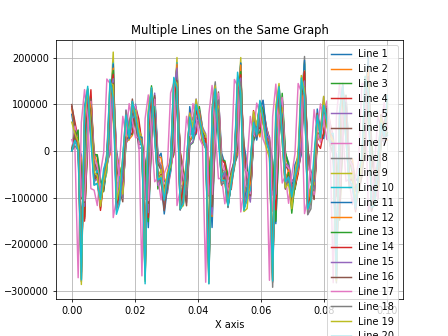 Multiple Lines on the Same Graph
200000
100000
0
−100000
−200000
−300000
0.00
0.02
0.04
0.06
0.08
X axis
Line 1
Line 2
Line 3
Line 4
Line 5
Line 6
Line 7
Line 8
Line 9
Line 10
Line 11
Line 12
Line 13
Line 14
Line 15
Line 16
Line 17
Line 18
Line 19
Line 20